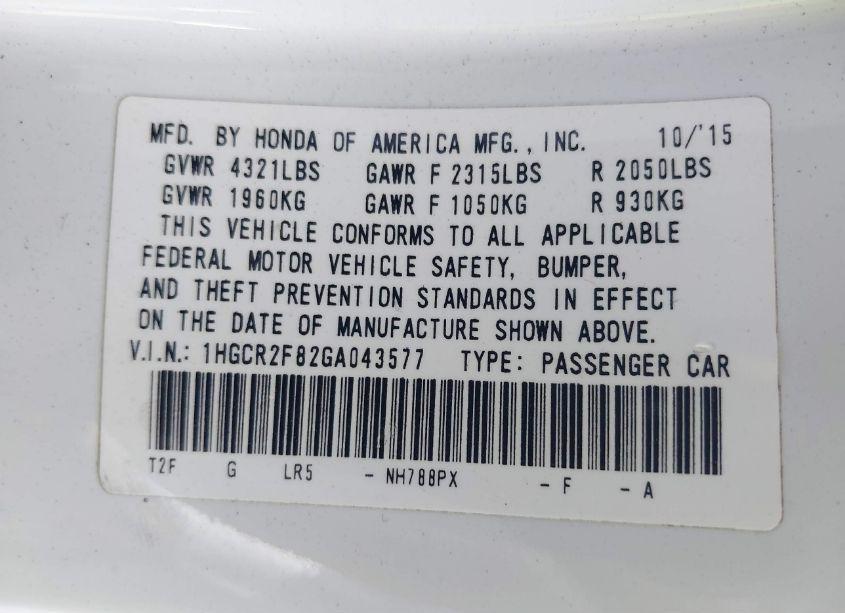 MFD. BY HONDA OF AMERICA MFG., INC. 10/'15
GVWR 4321LBS GAWR F 2315LBS R 2050LBS
GVWR 1960KG GAWR F 1050KG R 930KG
THIS VEHICLE CONFORMS TO ALL APPLICABLE
FEDERAL MOTOR VEHICLE SAFETY, BUMPER,
AND THEFT PREVENTION STANDARDS IN EFFECT
ON THE DATE OF MANUFACTURE SHOWN ABOVE.
V.I.N.: 1HGCR2F82GA043577 TYPE: PASSENGER CAR
T2F G LR5 - NH788PX - F - A